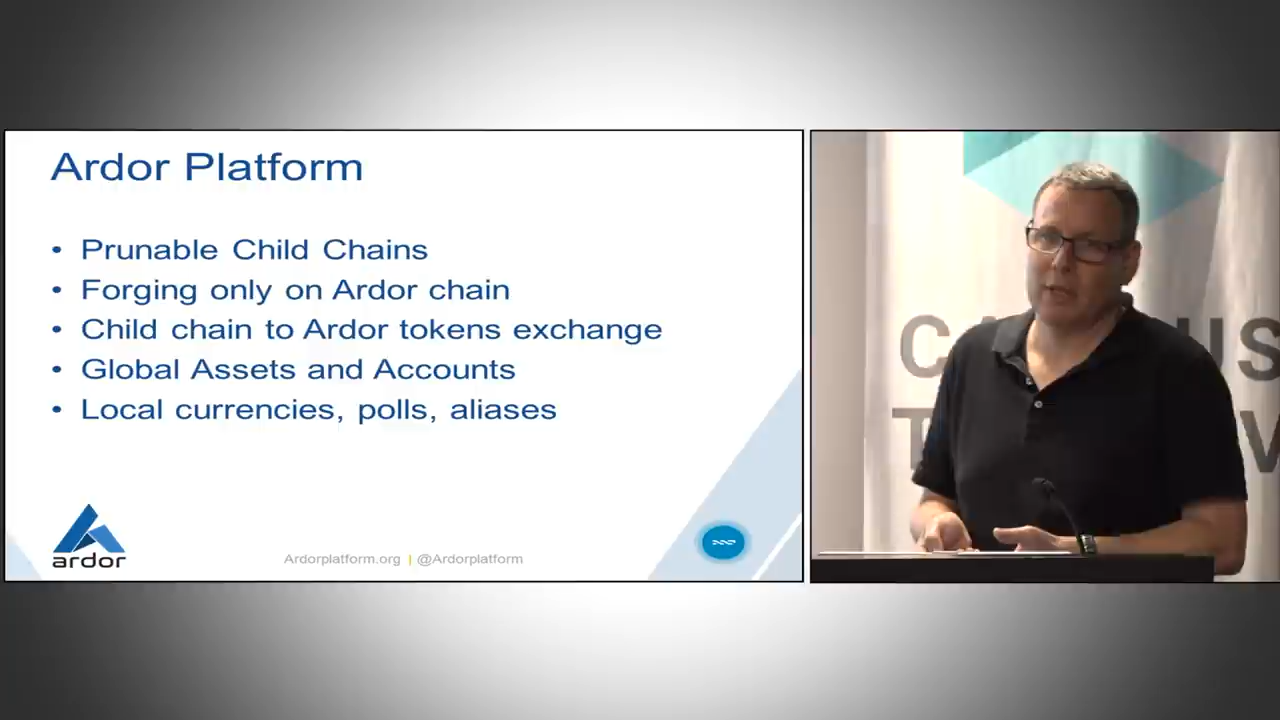 Ardor Platform
• Prunable Child Chains
• Forging only on Ardor chain
• Child chain to Ardor tokens exchange
• Global Assets and Accounts
• Local currencies, polls, aliases
ardor
Ardorplatform.org | @Ardorplatform